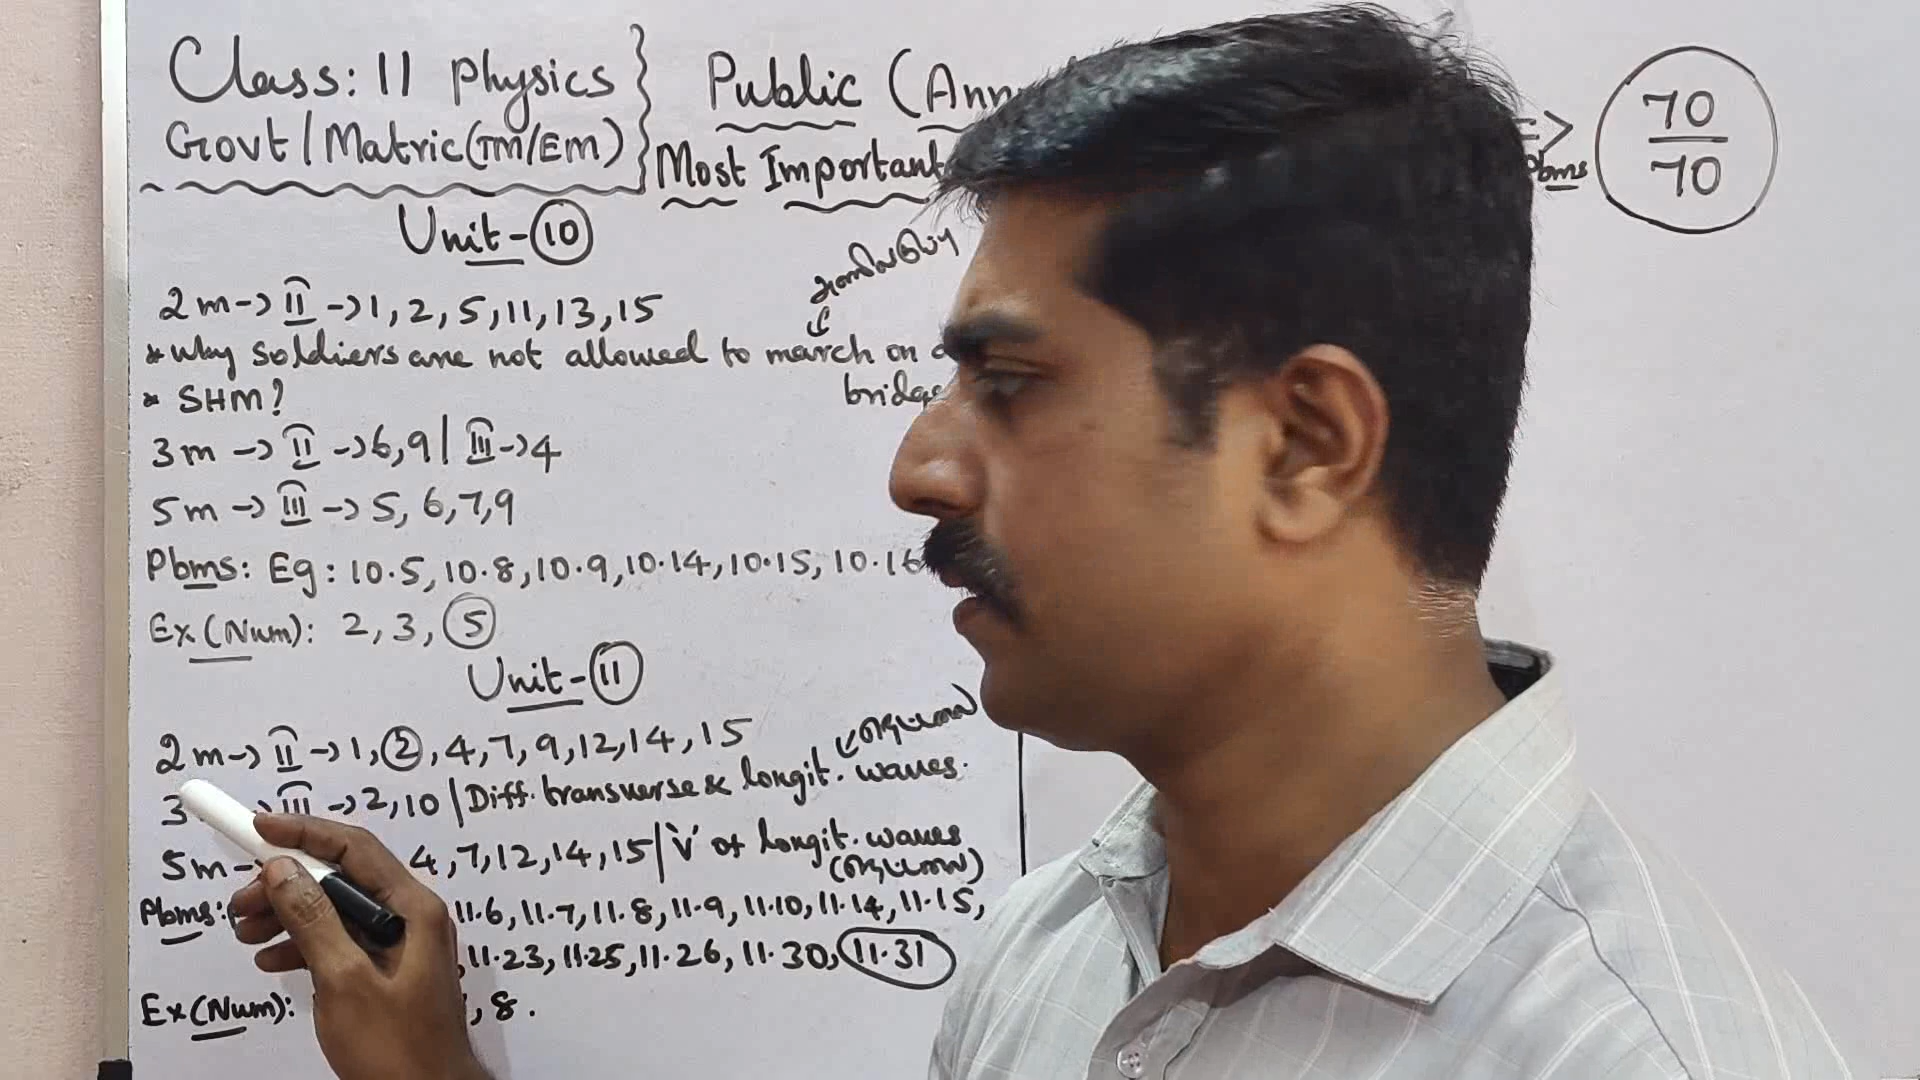 Class: 11 Physics
Govt/Matric(TM/EM)
Public (Ann
Most Important
=>
Pbms
70
70
Unit-10
2m -> II -> 1, 2, 5, 11, 13, 15
* Why soldiers are not allowed to march on a
bridge
* SHM?
3m -> II -> 6, 9 | III -> 4
5m -> III -> 5, 6, 7, 9
Pbms: Eg: 10.5, 10.8, 10.9, 10.14, 10.15, 10.16
Ex(Num): 2, 3, 5
Unit-11
2m -> II -> 1, 2, 4, 7, 9, 12, 14, 15
3 -> III -> 2, 10 | Diff. transverse & longit. waves.
5m - 4, 7, 12, 14, 15 | 'V' of longit. waves
(நெட்டலை)
Pbms: 11.6, 11.7, 11.8, 11.9, 11.10, 11.14, 11.15,
, 11.23, 11.25, 11.26, 11.30, 11.31
Ex(Num): , 8.